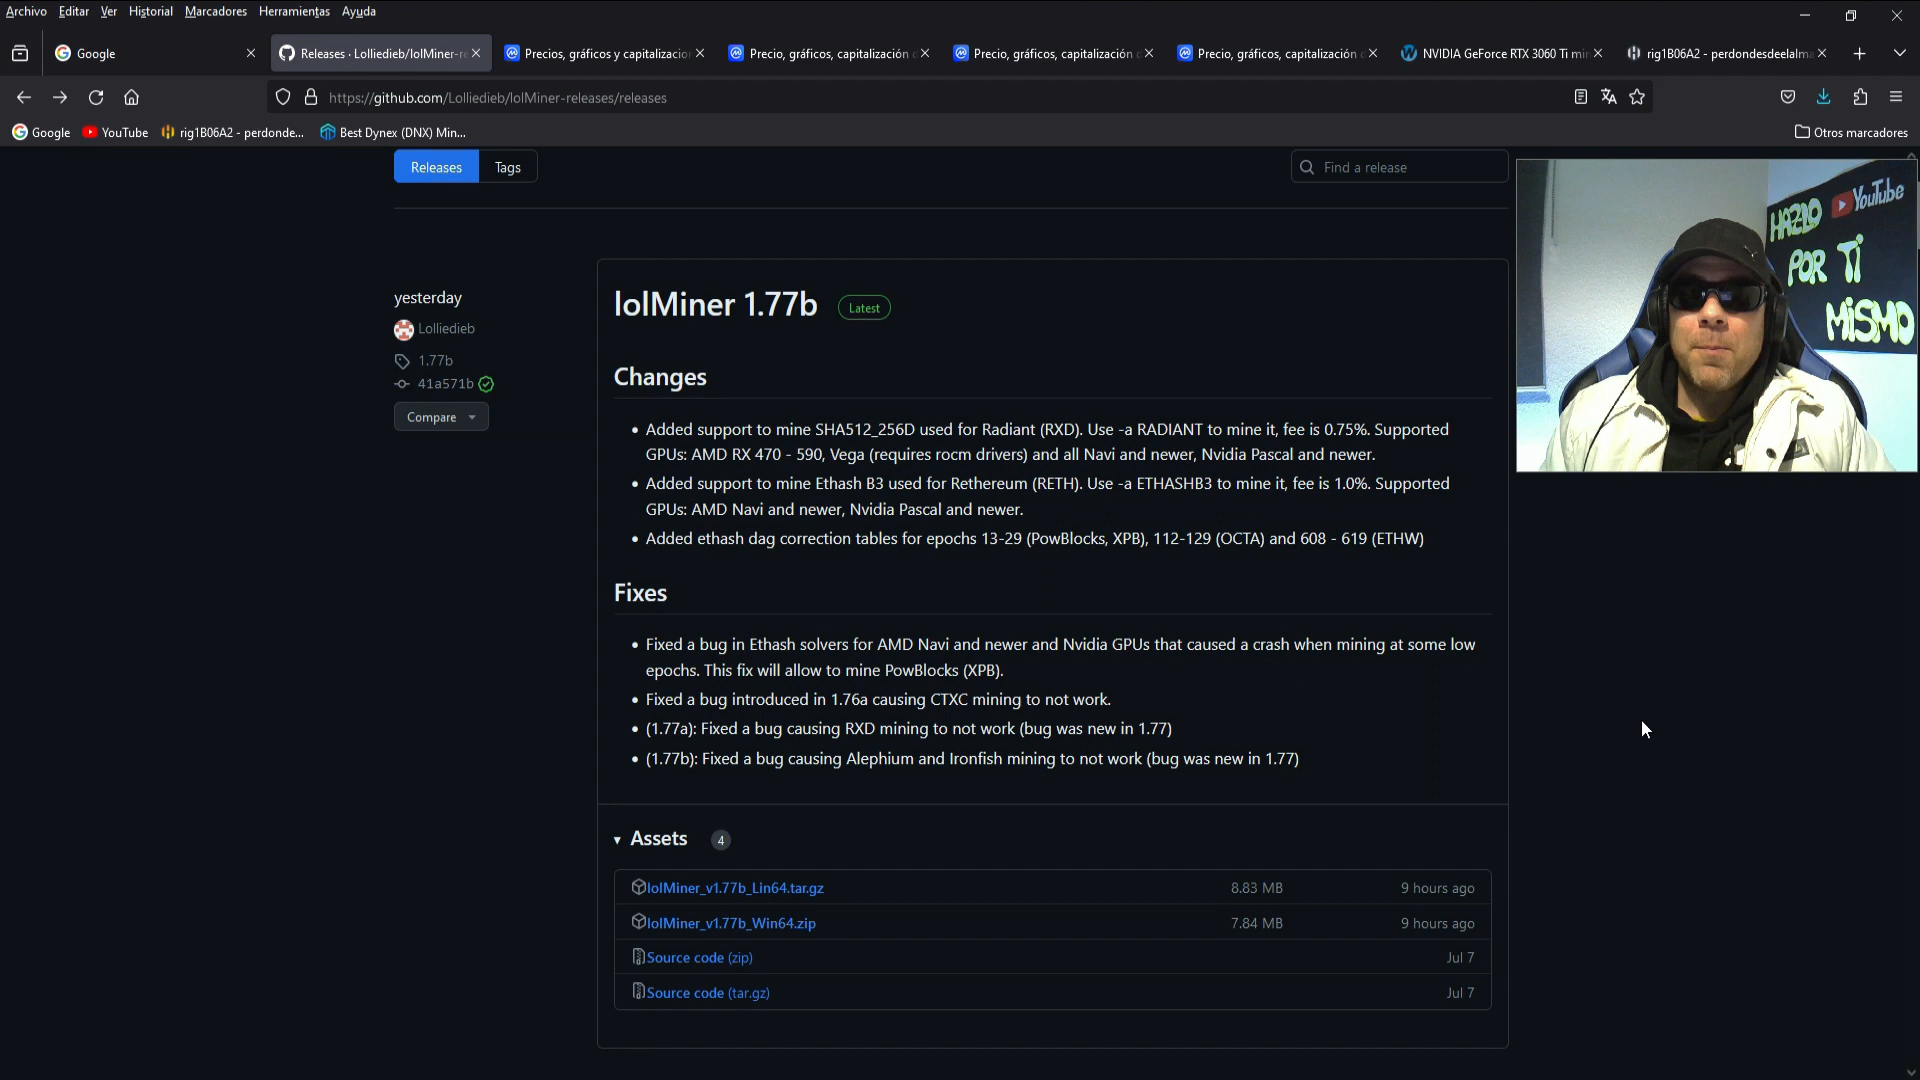 Archivo Editar Ver Historial Marcadores Herramientas Ayuda
Google
Releases · Lolliedieb/lolMiner-re
Precios, gráficos y capitalizacion
Precio, gráficos, capitalización d
Precio, gráficos, capitalización d
Precio, gráficos, capitalización d
NVIDIA GeForce RTX 3060 Ti min
rig1B06A2 - perdondesdeelalma
https://github.com/Lolliedieb/lolMiner-releases/releases
Google YouTube rig1B06A2 - perdonde... Best Dynex (DNX) Min... Otros marcadores
Releases Tags
Find a release
YouTube
HAZLO
POR TI
MiSMO
yesterday
Lolliedieb
1.77b
41a571b
Compare
lolMiner 1.77b Latest
Changes
• Added support to mine SHA512_256D used for Radiant (RXD). Use -a RADIANT to mine it, fee is 0.75%. Supported
GPUs: AMD RX 470 - 590, Vega (requires rocm drivers) and all Navi and newer, Nvidia Pascal and newer.
• Added support to mine Ethash B3 used for Rethereum (RETH). Use -a ETHASHB3 to mine it, fee is 1.0%. Supported
GPUs: AMD Navi and newer, Nvidia Pascal and newer.
• Added ethash dag correction tables for epochs 13-29 (PowBlocks, XPB), 112-129 (OCTA) and 608 - 619 (ETHW)
Fixes
• Fixed a bug in Ethash solvers for AMD Navi and newer and Nvidia GPUs that caused a crash when mining at some low
epochs. This fix will allow to mine PowBlocks (XPB).
• Fixed a bug introduced in 1.76a causing CTXC mining to not work.
• (1.77a): Fixed a bug causing RXD mining to not work (bug was new in 1.77)
• (1.77b): Fixed a bug causing Alephium and Ironfish mining to not work (bug was new in 1.77)
Assets 4
lolMiner_v1.77b_Lin64.tar.gz 8.83 MB 9 hours ago
lolMiner_v1.77b_Win64.zip 7.84 MB 9 hours ago
Source code (zip) Jul 7
Source code (tar.gz) Jul 7